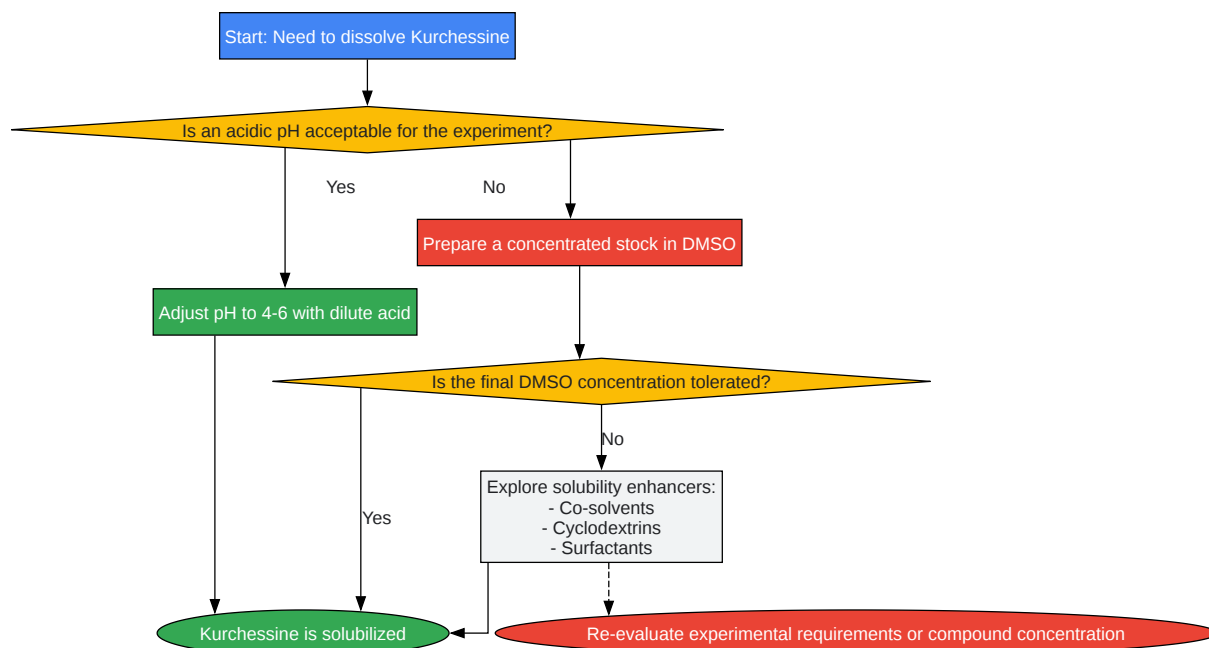 Start: Need to dissolve Kurchessine
Is an acidic pH acceptable for the experiment?
Yes
No
Prepare a concentrated stock in DMSO
Adjust pH to 4-6 with dilute acid
Is the final DMSO concentration tolerated?
No
Explore solubility enhancers:
- Co-solvents
- Cyclodextrins
- Surfactants
Yes
Kurchessine is solubilized
Re-evaluate experimental requirements or compound concentration